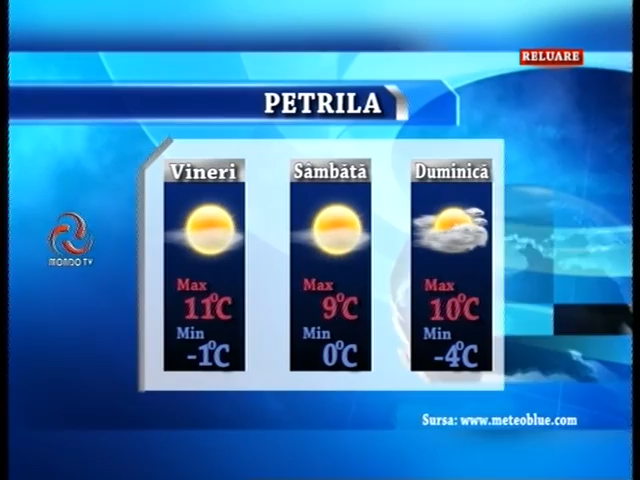 RELUARE
PETRILA
Vineri
Sâmbătă
Duminică
MONDO TV
Max
11°C
Min
-1°C
Max
9°C
Min
0°C
Max
10°C
Min
-4°C
Sursa: www.meteoblue.com